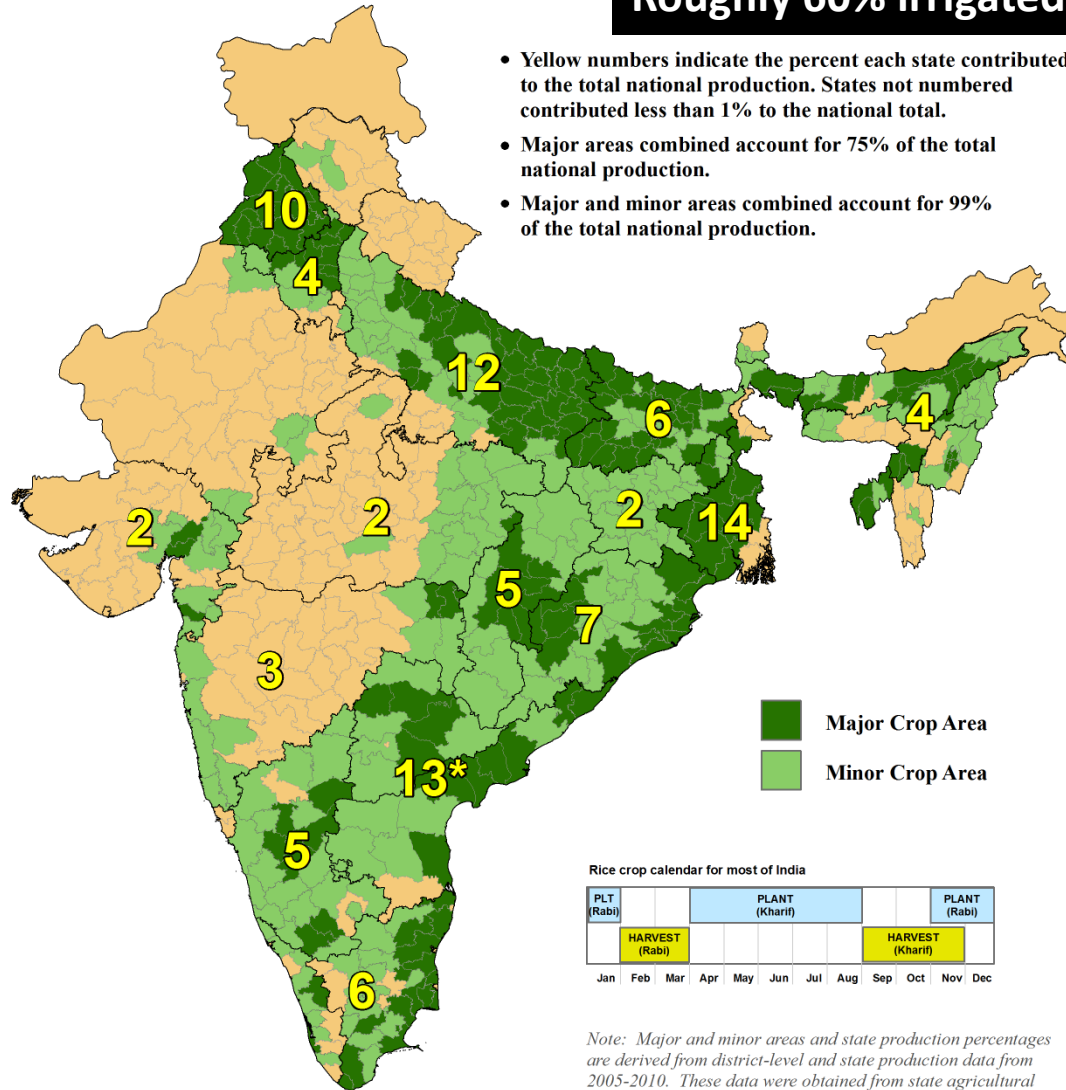 Roughly 60% Irrigated
• Yellow numbers indicate the percent each state contributed
to the total national production. States not numbered
contributed less than 1% to the national total.
• Major areas combined account for 75% of the total
national production.
• Major and minor areas combined account for 99%
of the total national production.
10
4
12
6
4
2
2
2
14
5
7
3
13*
5
6
Major Crop Area
Minor Crop Area
Rice crop calendar for most of India
PLT
(Rabi)
PLANT
(Kharif)
PLANT
(Rabi)
HARVEST
(Rabi)
HARVEST
(Kharif)
Jan Feb Mar Apr May Jun Jul Aug Sep Oct Nov Dec
Note: Major and minor areas and state production percentages
are derived from district-level and state production data from
2005-2010. These data were obtained from state agricultural